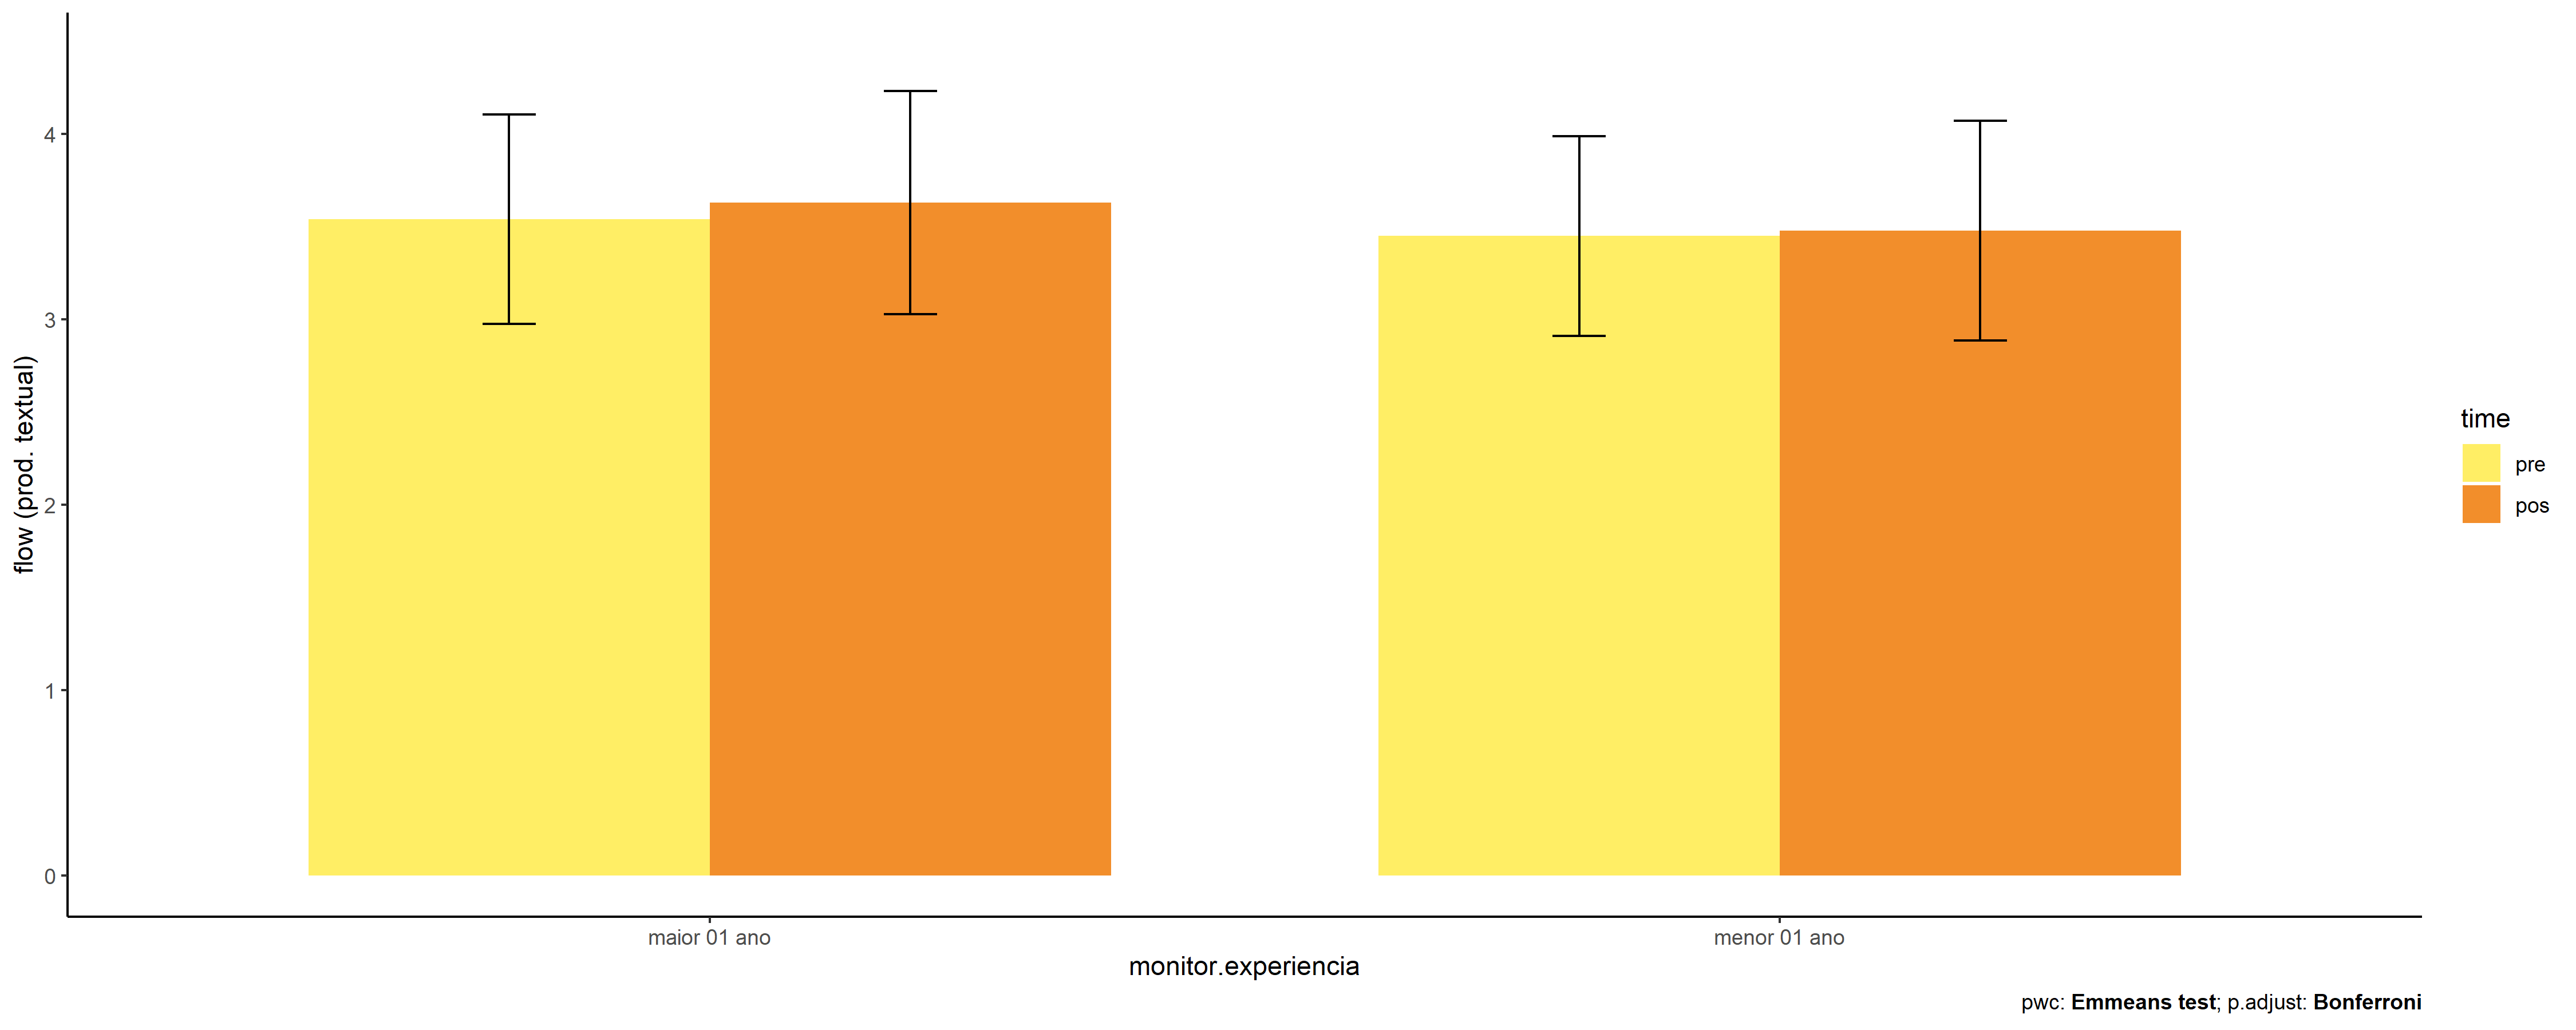 flow (prod. textual)
4
3
2
1
0
maior 01 ano
menor 01 ano
monitor.experiencia
time
pre
pos
pwc: Emmeans test; p.adjust: Bonferroni